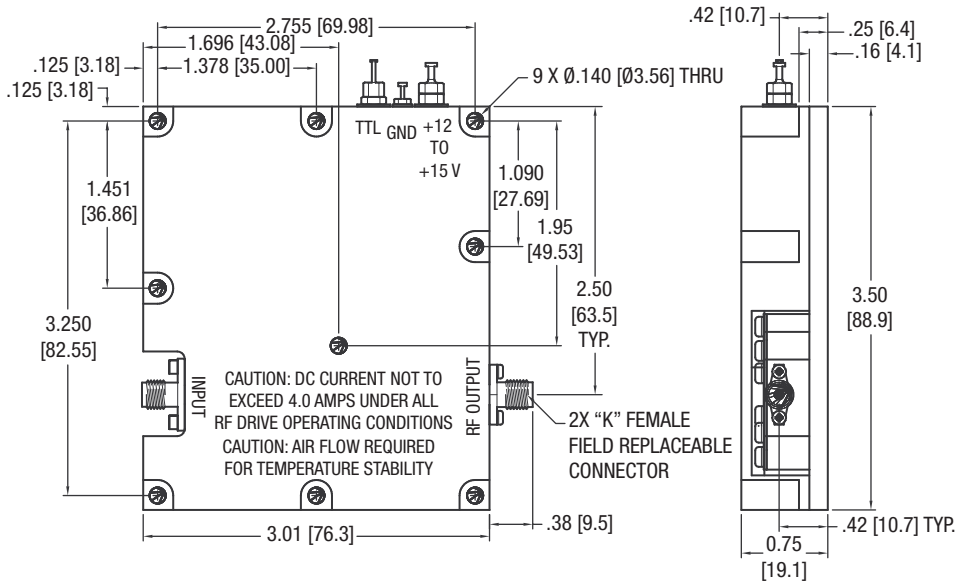 2.755 [69.98]
1.696 [43.08]
.125 [3.18]
1.378 [35.00]
.125 [3.18]
9 X Ø.140 [Ø3.56] THRU
TTL GND +12
TO
+15 V
1.451
[36.86]
1.090
[27.69]
1.95
[49.53]
2.50
[63.5]
TYP.
3.250
[82.55]
INPUT
CAUTION: DC CURRENT NOT TO
EXCEED 4.0 AMPS UNDER ALL
RF DRIVE OPERATING CONDITIONS
CAUTION: AIR FLOW REQUIRED
FOR TEMPERATURE STABILITY
RF OUTPUT
2X “K” FEMALE
FIELD REPLACEABLE
CONNECTOR
3.01 [76.3]
.38 [9.5]
.42 [10.7]
.25 [6.4]
.16 [4.1]
3.50
[88.9]
.42 [10.7] TYP.
0.75
[19.1]